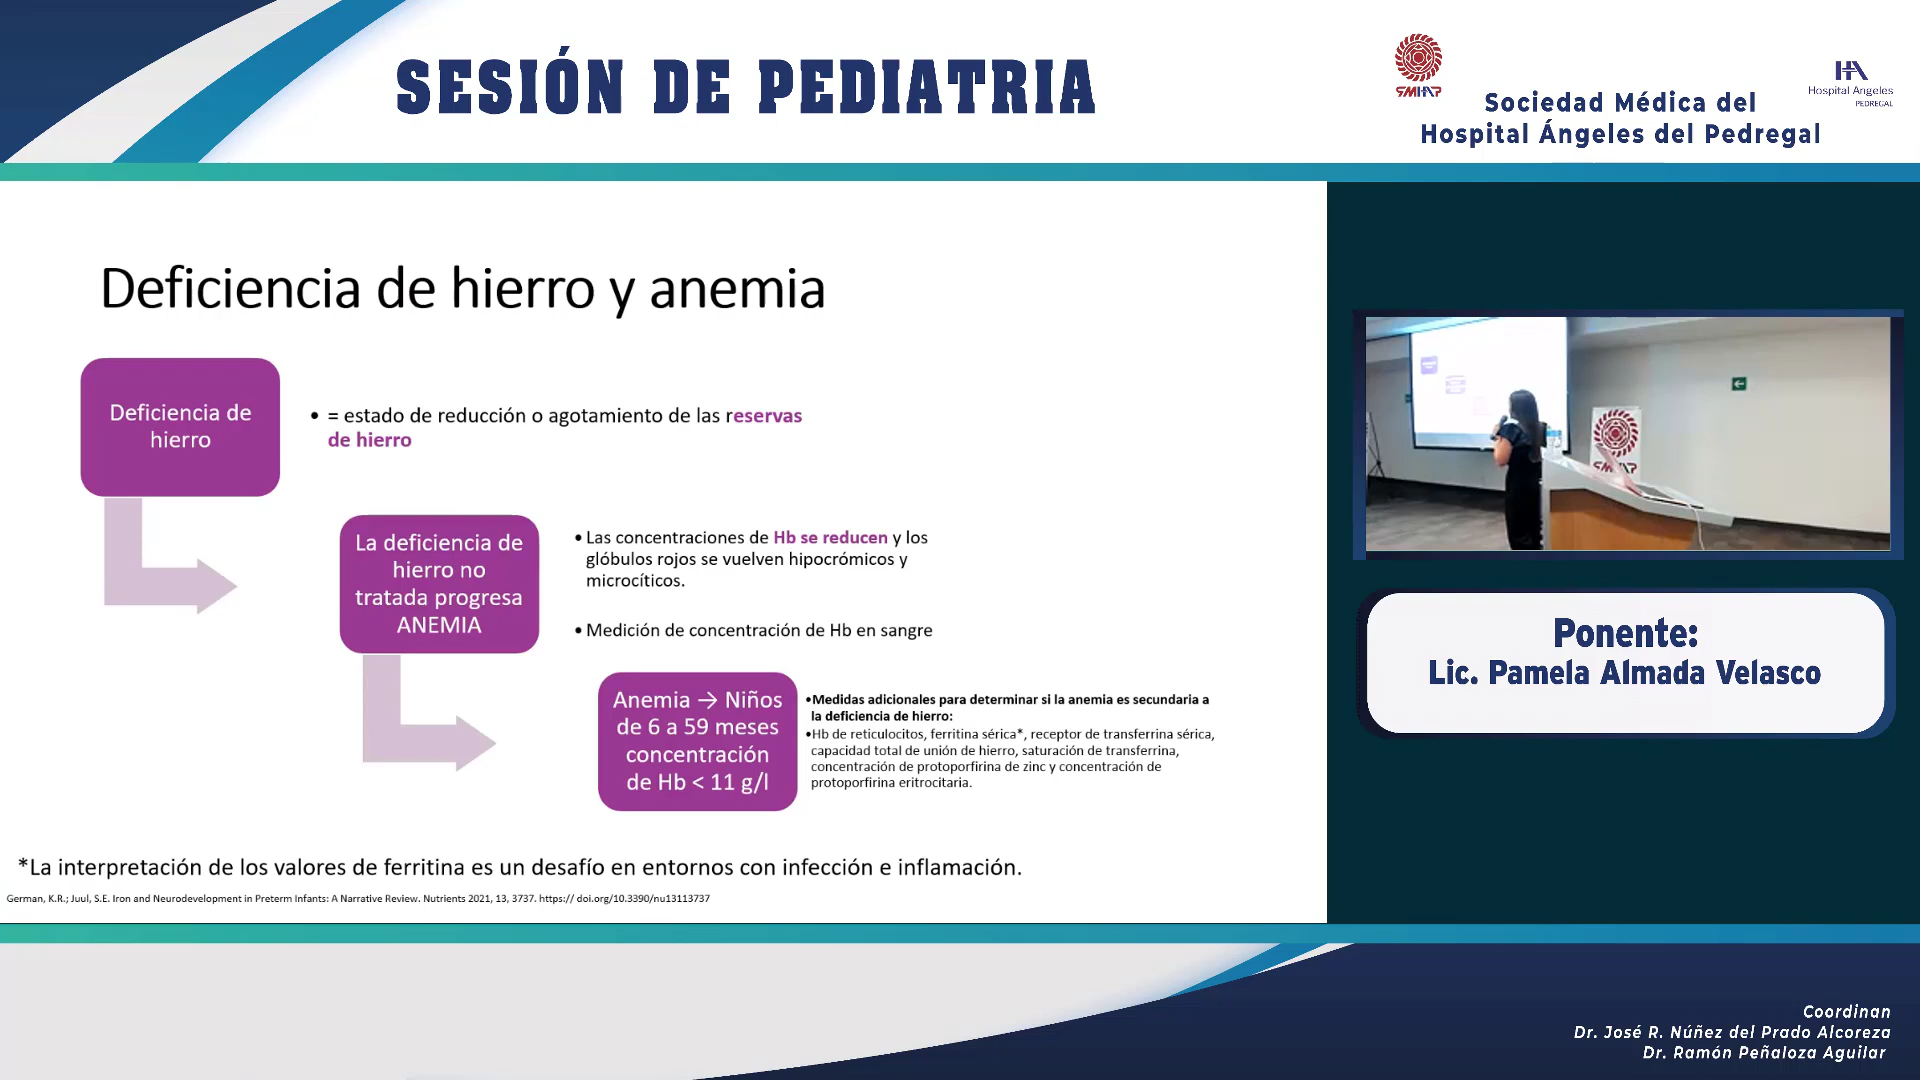 SESIÓN DE PEDIATRIA
SMHAP
Sociedad Médica del
Hospital Ángeles del Pedregal
HA
Hospital Angeles
PEDREGAL
Deficiencia de hierro y anemia
Deficiencia de
hierro
• = estado de reducción o agotamiento de las reservas
de hierro
La deficiencia de
hierro no
tratada progresa
ANEMIA
• Las concentraciones de Hb se reducen y los
glóbulos rojos se vuelven hipocrómicos y
microcíticos.
• Medición de concentración de Hb en sangre
Anemia → Niños
de 6 a 59 meses
concentración
de Hb < 11 g/l
•Medidas adicionales para determinar si la anemia es secundaria a
la deficiencia de hierro:
•Hb de reticulocitos, ferritina sérica*, receptor de transferrina sérica,
capacidad total de unión de hierro, saturación de transferrina,
concentración de protoporfirina de zinc y concentración de
protoporfirina eritrocitaria.
*La interpretación de los valores de ferritina es un desafío en entornos con infección e inflamación.
German, K.R.; Juul, S.E. Iron and Neurodevelopment in Preterm Infants: A Narrative Review. Nutrients 2021, 13, 3737. https:// doi.org/10.3390/nu13113737
SMHAP
Ponente:
Lic. Pamela Almada Velasco
Coordinan
Dr. José R. Núñez del Prado Alcoreza
Dr. Ramón Peñaloza Aguilar